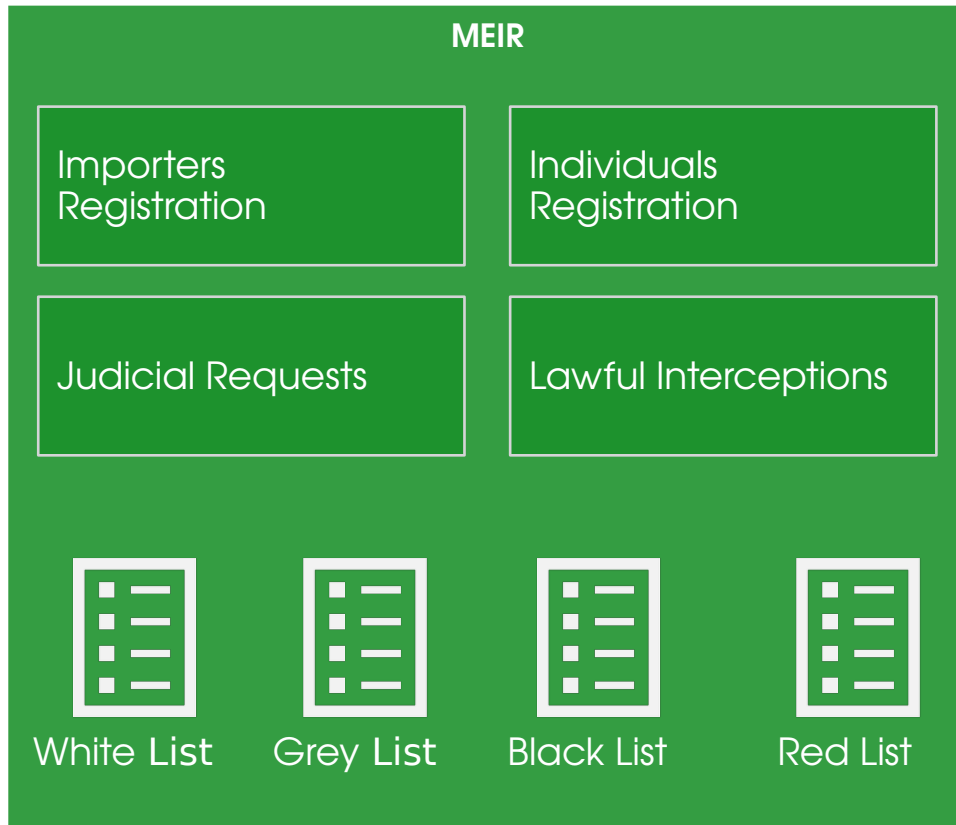 MEIR
Importers
Registration
Individuals
Registration
Judicial Requests
Lawful Interceptions
White List
Grey List
Black List
Red List